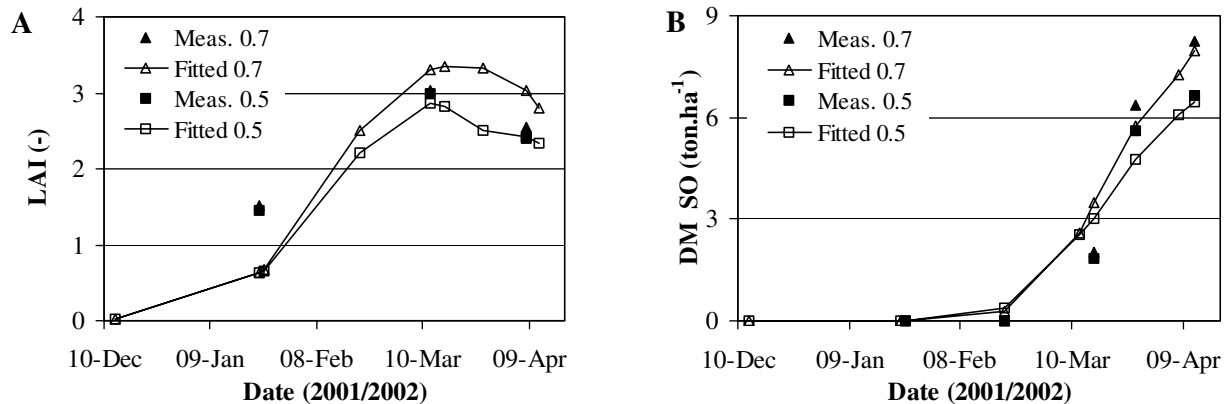 A
LAI (-)
4
3
2
1
0
Meas. 0.7
Fitted 0.7
Meas. 0.5
Fitted 0.5
10-Dec 09-Jan 08-Feb 10-Mar 09-Apr
Date (2001/2002)
B
DM SO (ton.ha-1)
9
6
3
0
Meas. 0.7
Fitted 0.7
Meas. 0.5
Fitted 0.5
10-Dec 09-Jan 08-Feb 10-Mar 09-Apr
Date (2001/2002)